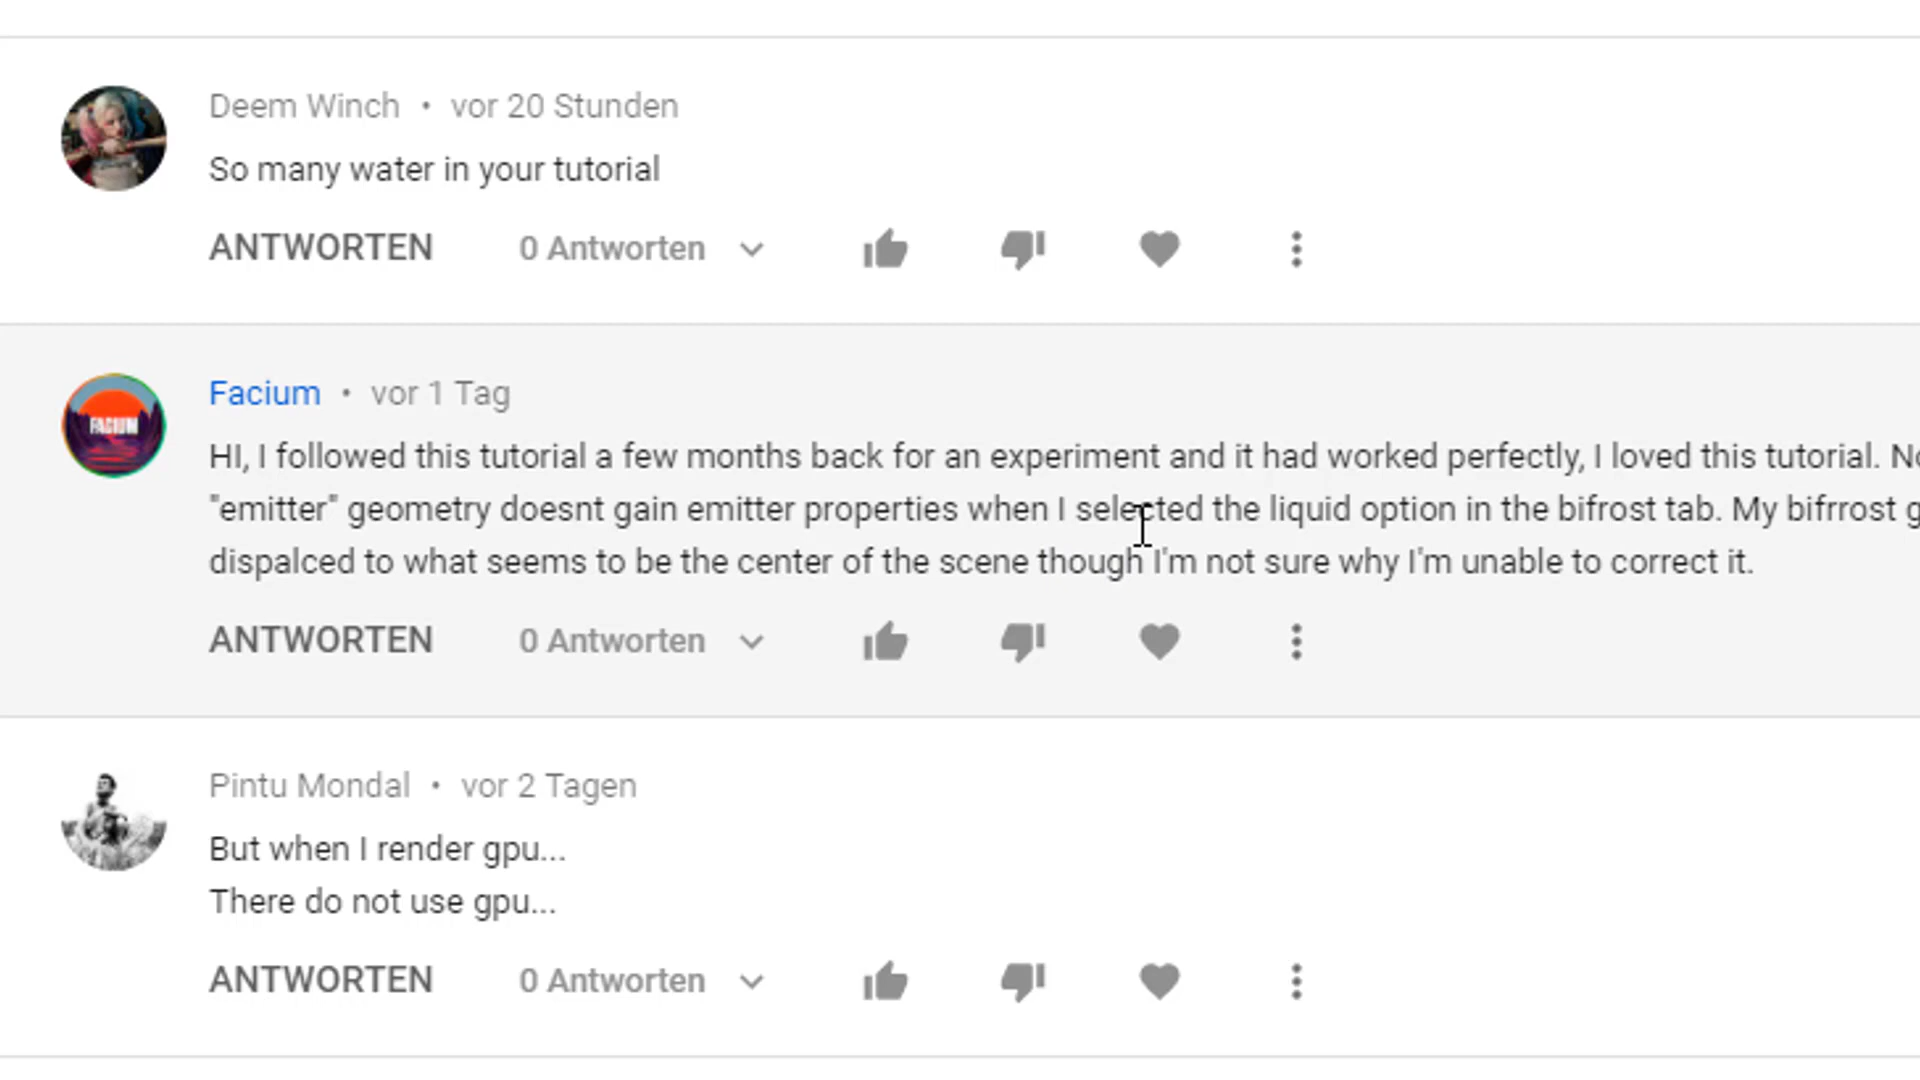 Deem Winch • vor 20 Stunden
So many water in your tutorial
ANTWORTEN 0 Antworten
FACIUM
Facium • vor 1 Tag
HI, I followed this tutorial a few months back for an experiment and it had worked perfectly, I loved this tutorial.
"emitter" geometry doesnt gain emitter properties when I selected the liquid option in the bifrost tab. My bifrrost
dispalced to what seems to be the center of the scene though I'm not sure why I'm unable to correct it.
ANTWORTEN 0 Antworten
Pintu Mondal • vor 2 Tagen
But when I render gpu...
There do not use gpu...
ANTWORTEN 0 Antworten